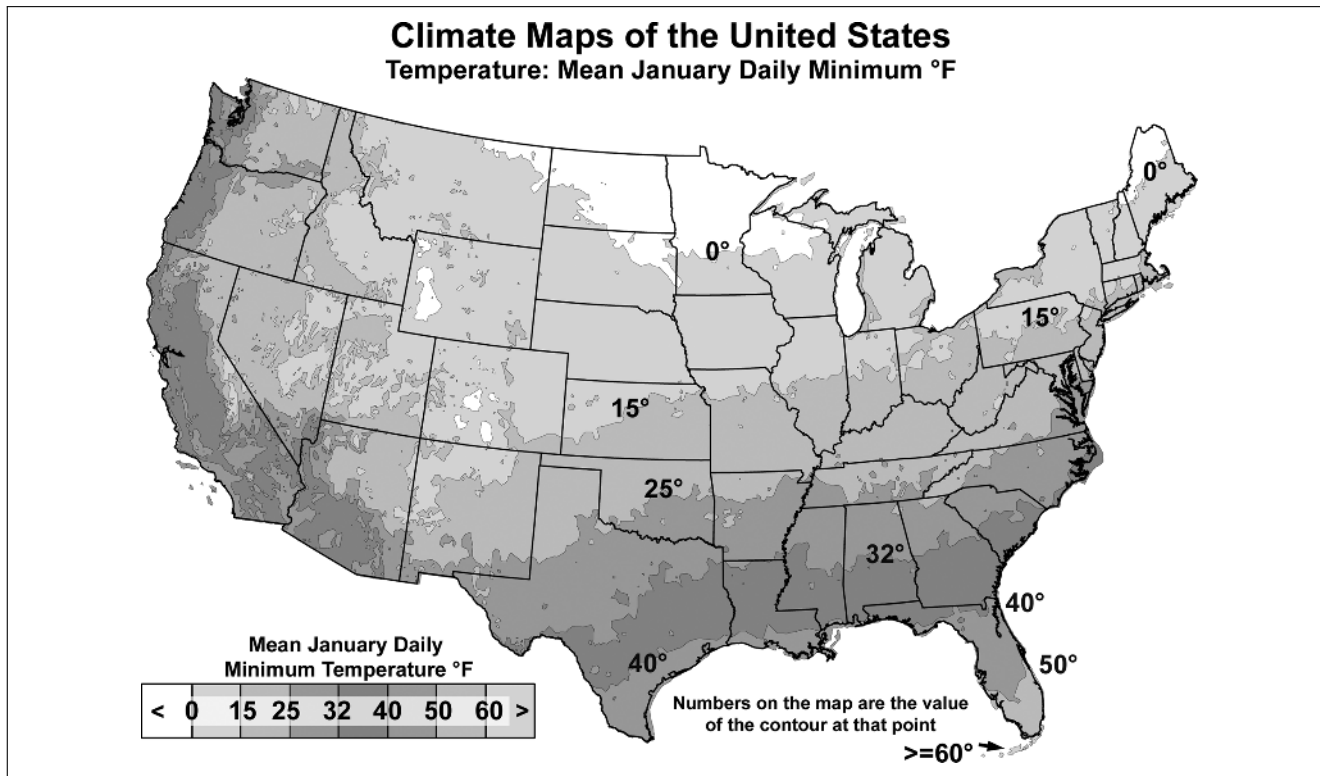 Climate Maps of the United States
Temperature: Mean January Daily Minimum °F
0°
0°
15°
15°
25°
32°
40°
50°
40°
Mean January Daily
Minimum Temperature °F
< 0 15 25 32 40 50 60 >
Numbers on the map are the value
of the contour at that point
>=60°